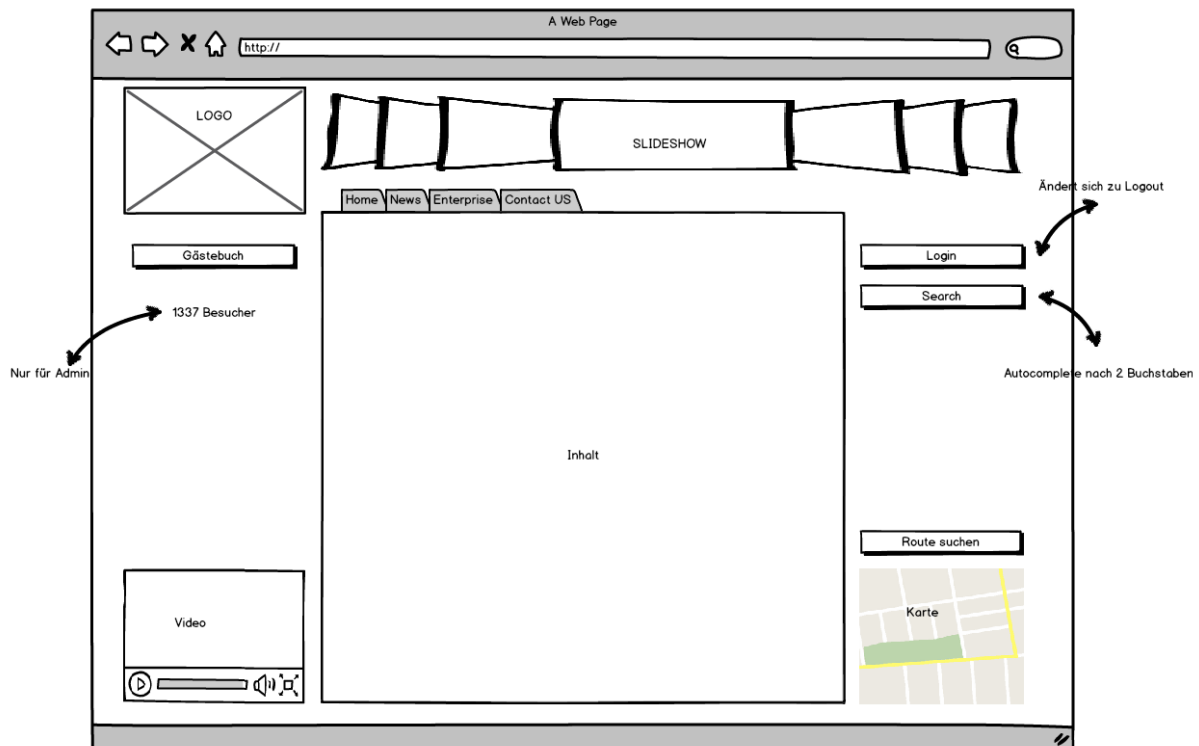 A Web Page
http://
LOGO
SLIDESHOW
Ändert sich zu Logout
Home News Enterprise Contact US
Gästebuch
Login
Search
1337 Besucher
Nur für Admin
Autocomplete nach 2 Buchstaben
Inhalt
Route suchen
Karte
Video